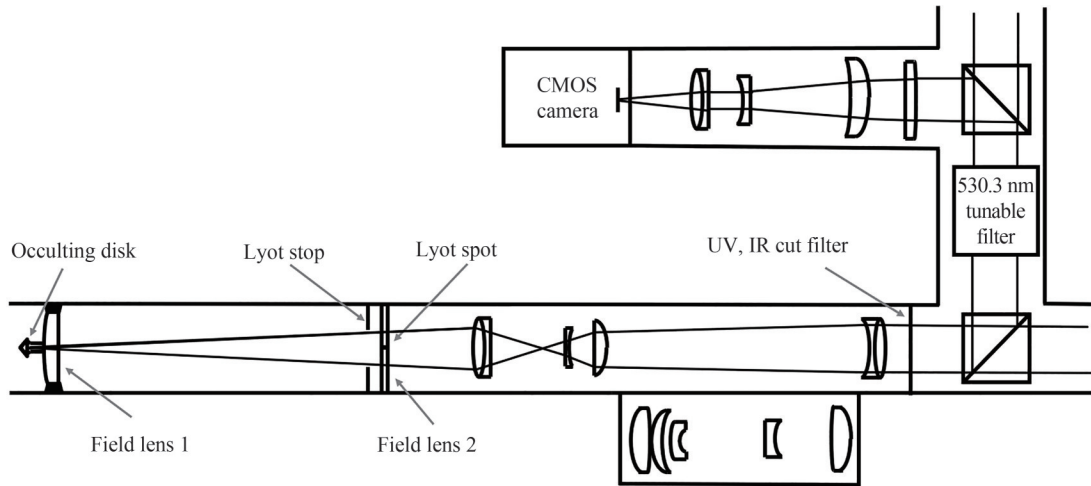 CMOS
camera
530.3 nm
tunable
filter
Occulting disk
Lyot stop
Lyot spot
UV, IR cut filter
Field lens 1
Field lens 2